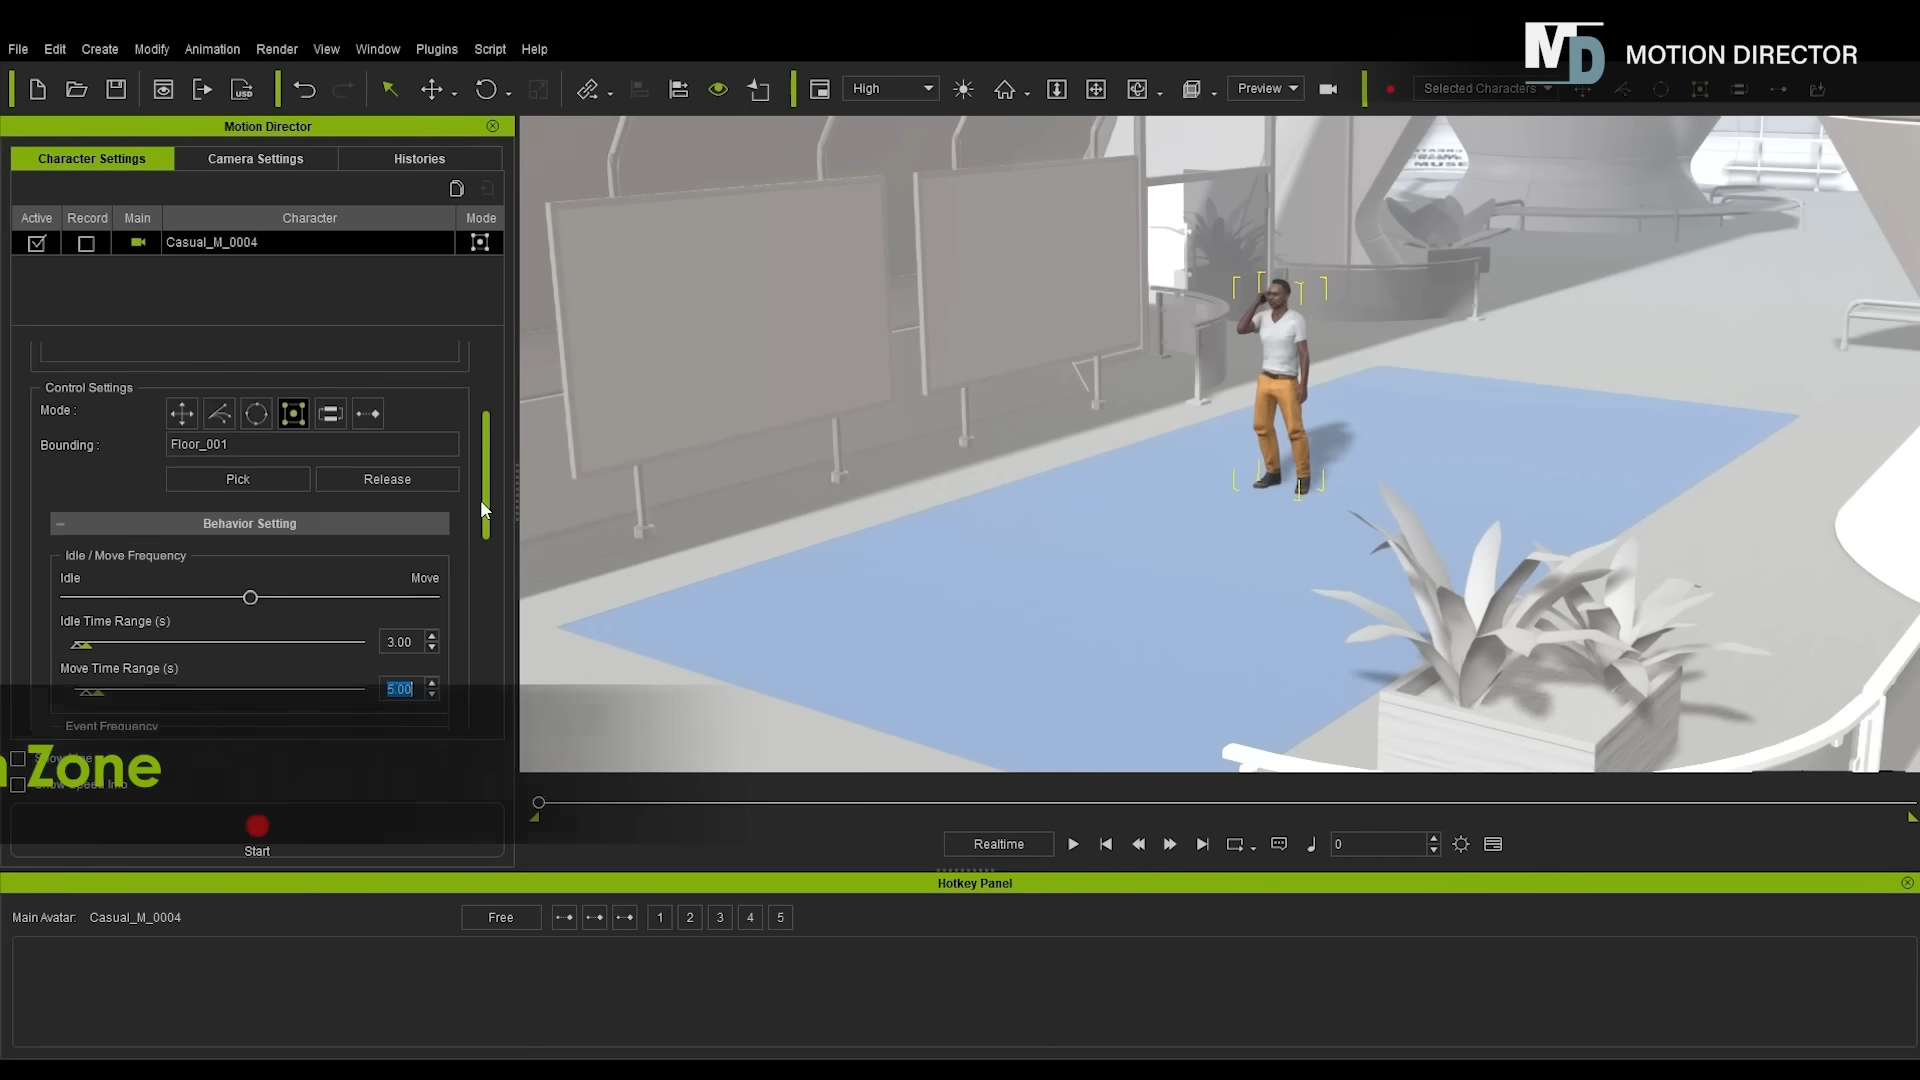 MD MOTION DIRECTOR
File Edit Create Modify Animation Render View Window Plugins Script Help
High Preview Selected Characters
Motion Director
Character Settings Camera Settings Histories
Active Record Main Character Mode
Casual_M_0004
Control Settings
Mode :
Bounding : Floor_001
Pick Release
Behavior Setting
Idle / Move Frequency
Idle Move
Idle Time Range (s)
3.00
Move Time Range (s)
5.00
Event Frequency
Zone
Start
USD
MUSE
Realtime 0
Hotkey Panel
Main Avatar: Casual_M_0004 Free 1 2 3 4 5